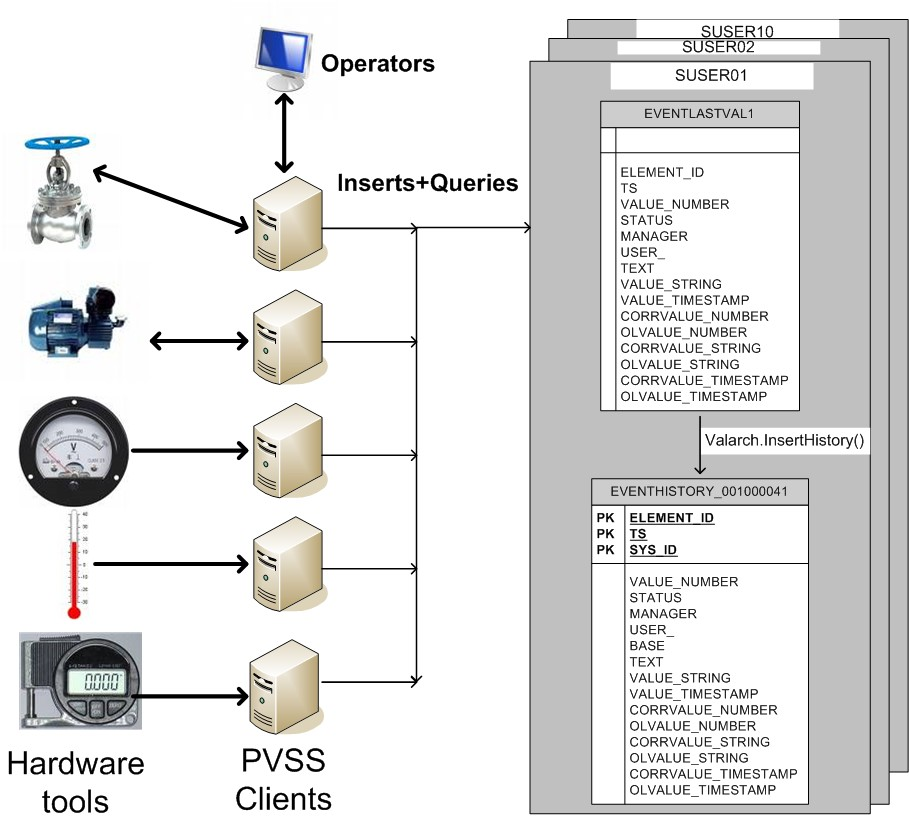 Operators
Inserts+Queries
Hardware
tools
PVSS
Clients
SUSER10
SUSER02
SUSER01
EVENTLASTVAL1
ELEMENT_ID
TS
VALUE_NUMBER
STATUS
MANAGER
USER_
TEXT
VALUE_STRING
VALUE_TIMESTAMP
CORRVALUE_NUMBER
OLVALUE_NUMBER
CORRVALUE_STRING
OLVALUE_STRING
CORRVALUE_TIMESTAMP
OLVALUE_TIMESTAMP
Valarch.InsertHistory()
EVENTHISTORY_001000041
PK ELEMENT_ID
PK TS
PK SYS_ID
VALUE_NUMBER
STATUS
MANAGER
USER_
BASE
TEXT
VALUE_STRING
VALUE_TIMESTAMP
CORRVALUE_NUMBER
OLVALUE_NUMBER
CORRVALUE_STRING
OLVALUE_STRING
CORRVALUE_TIMESTAMP
OLVALUE_TIMESTAMP
V
0.000